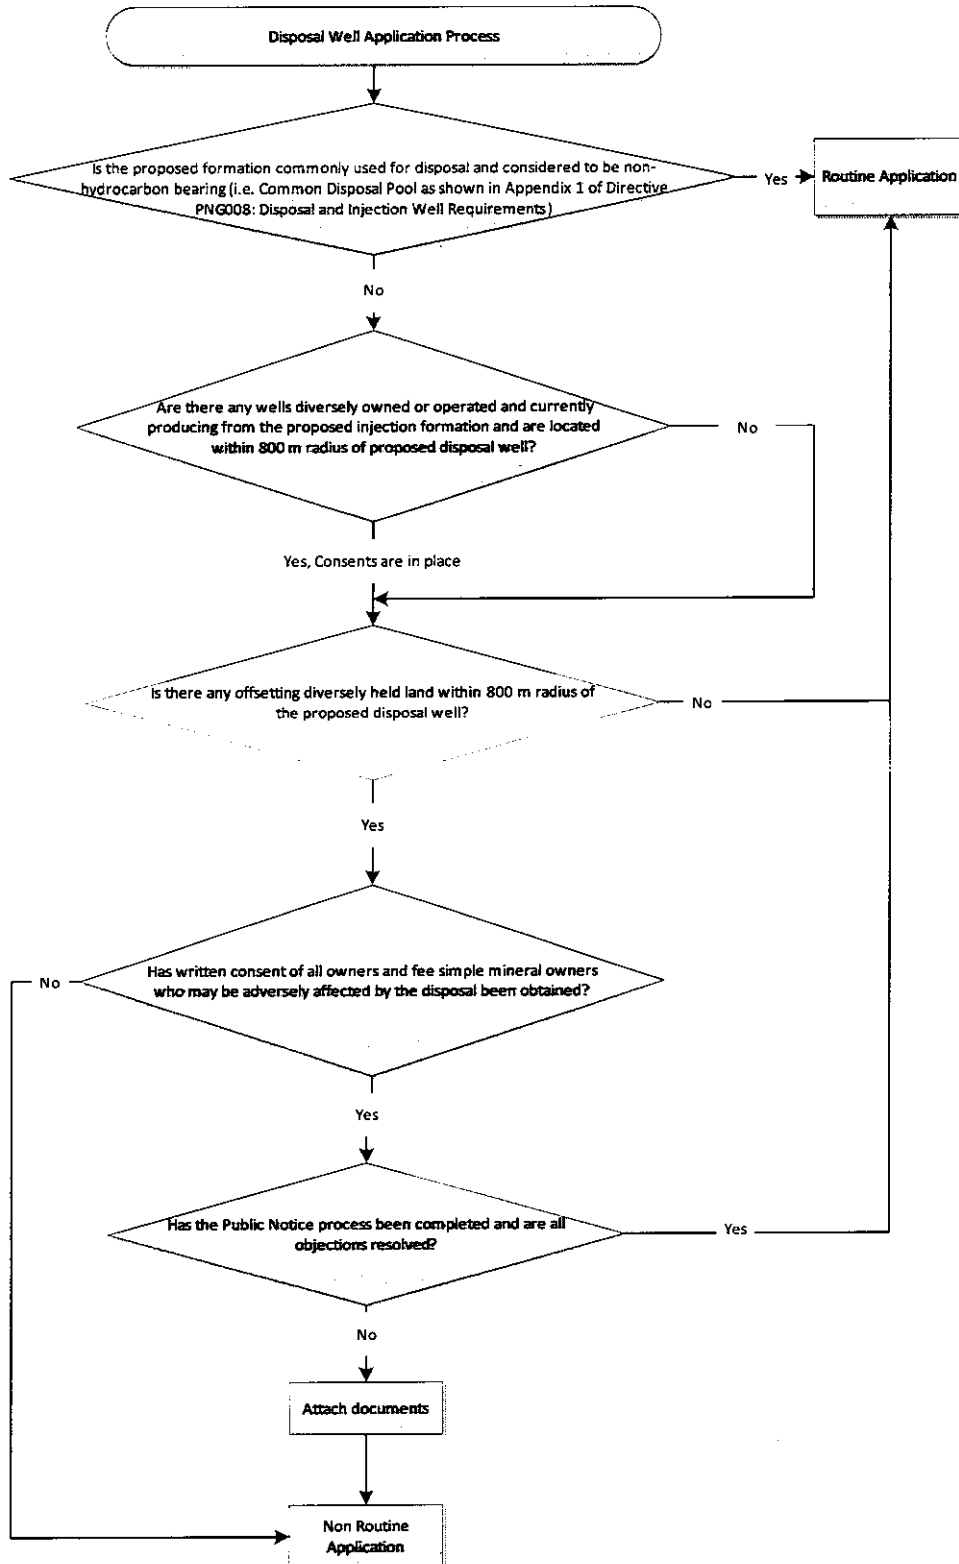 Disposal Well Application Process
Is the proposed formation commonly used for disposal and considered to be non-
hydrocarbon bearing (i.e. Common Disposal Pool as shown in Appendix 1 of Directive
PNG008: Disposal and Injection Well Requirements)
Yes
Routine Application
No
Are there any wells diversely owned or operated and currently
producing from the proposed injection formation and are located
within 800 m radius of proposed disposal well?
No
Yes, Consents are in place
Is there any offsetting diversely held land within 800 m radius of
the proposed disposal well?
No
Yes
Has written consent of all owners and fee simple mineral owners
who may be adversely affected by the disposal been obtained?
No
Yes
Has the Public Notice process been completed and are all
objections resolved?
Yes
No
Attach documents
Non Routine
Application